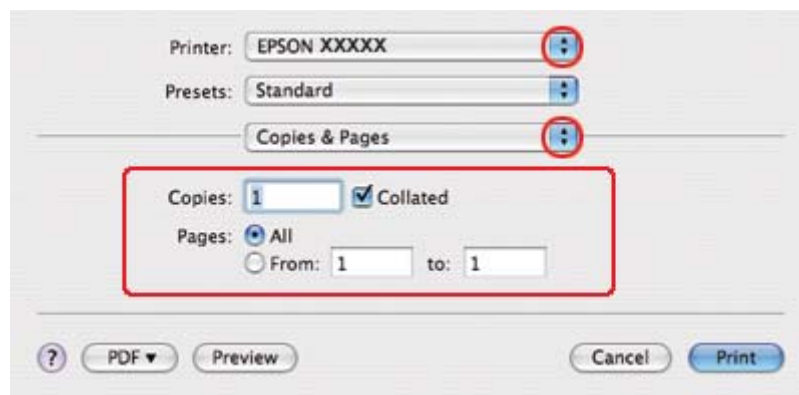 Printer: EPSON XXXXX
Presets: Standard
Copies & Pages
Copies: 1 Collated
Pages: All
From: 1 to: 1
? PDF Preview Cancel Print